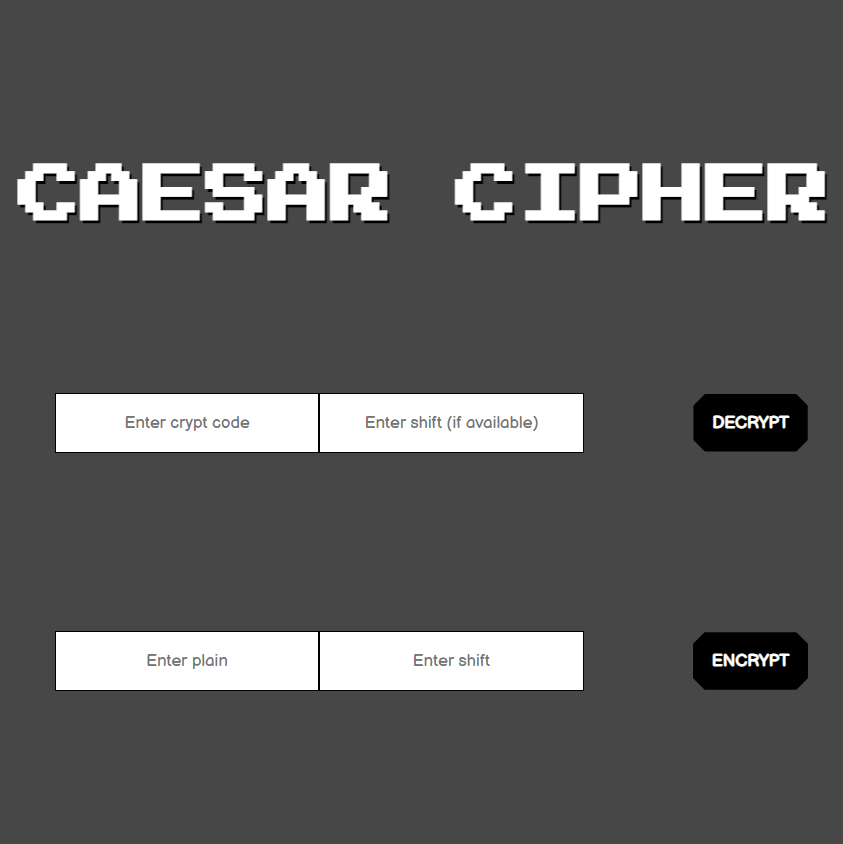 CAESAR CIPHER
Enter crypt code Enter shift (if available) DECRYPT
Enter plain Enter shift ENCRYPT